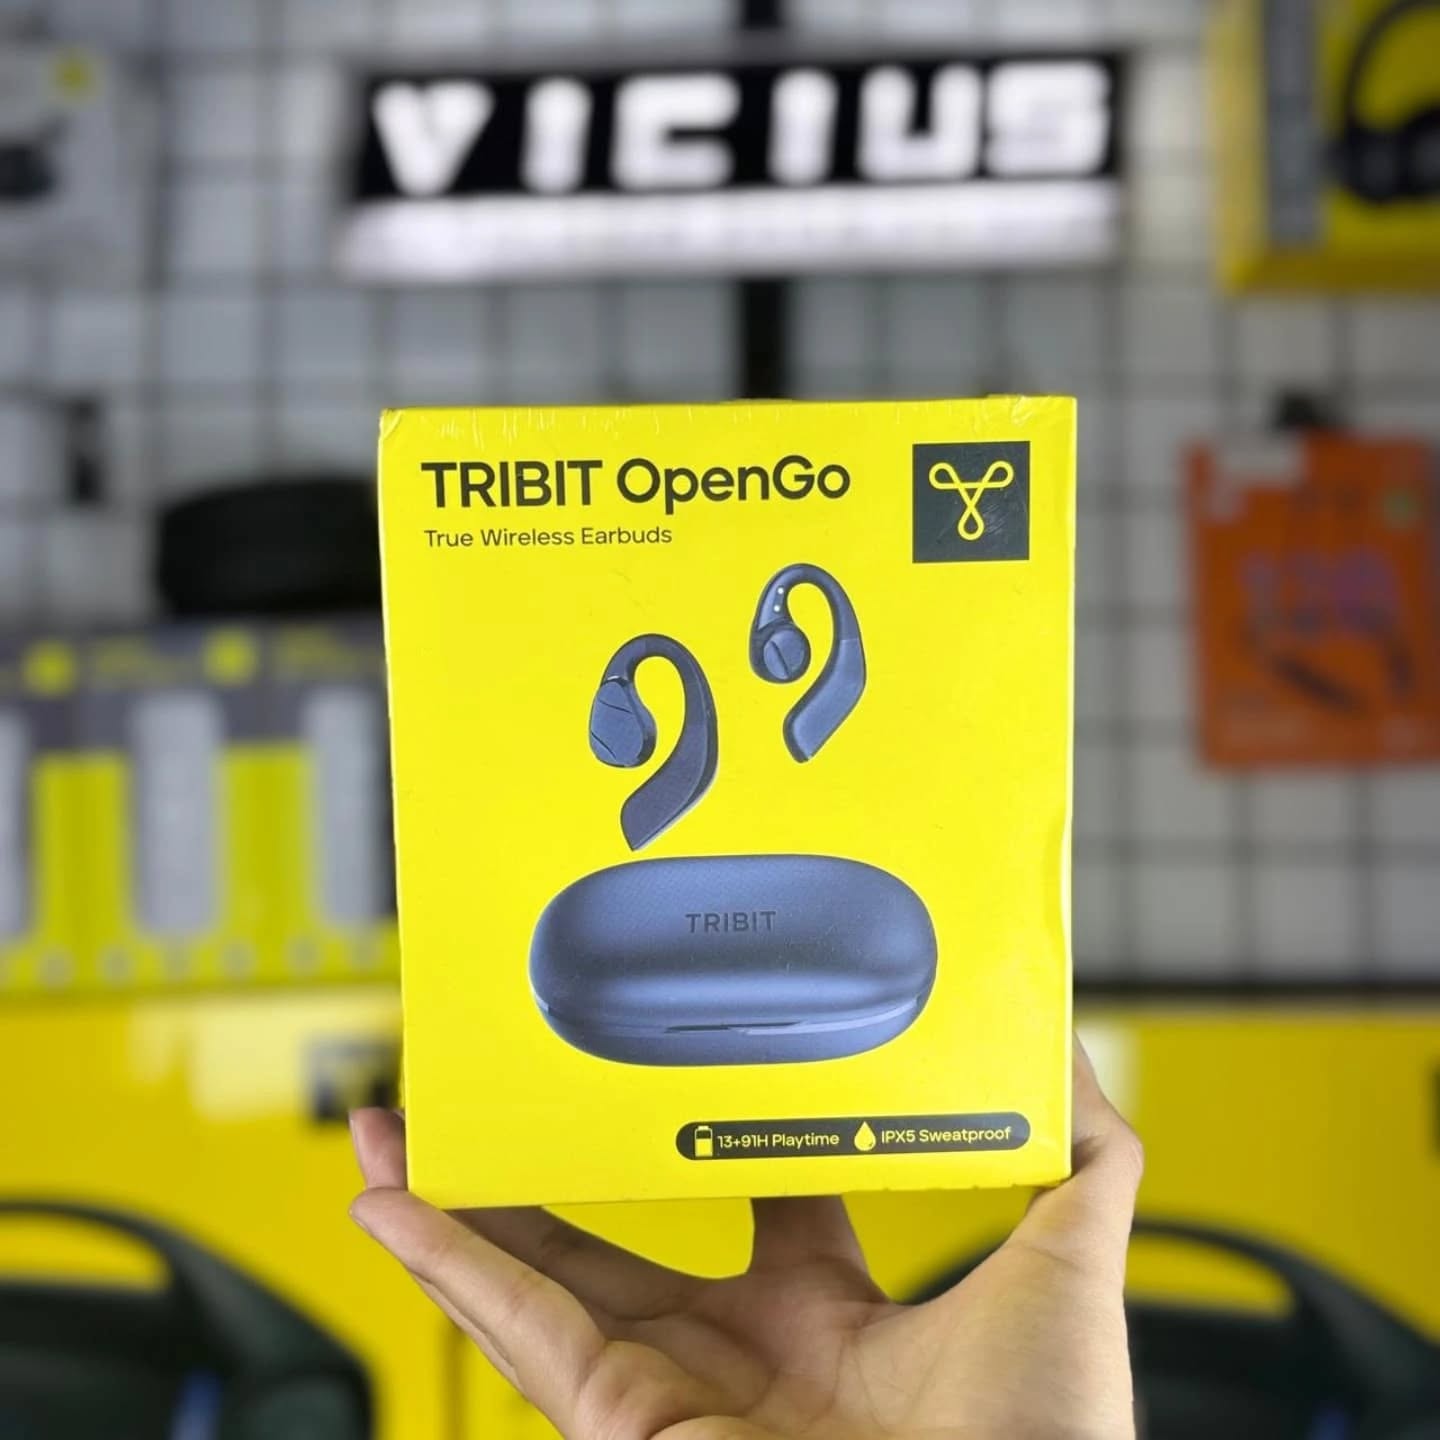 VICIUS
TRIBIT OpenGo
True Wireless Earbuds
TRIBIT
13+91H Playtime IPX5 Sweatproof